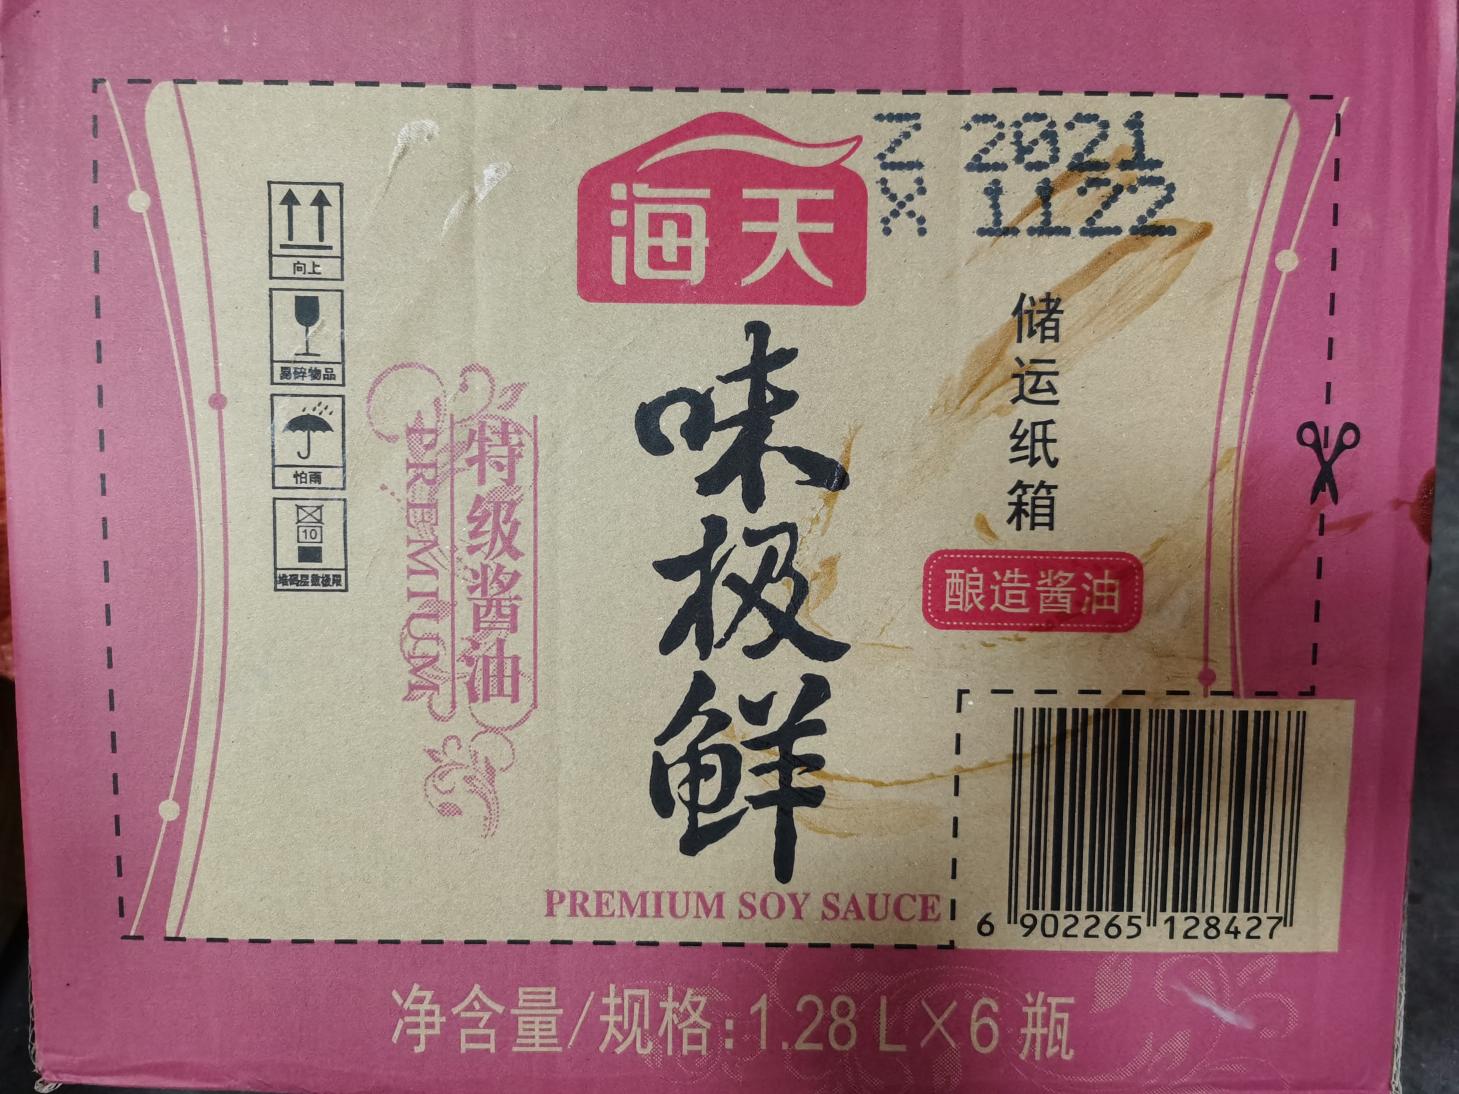 Z 2021
X 1122
海天
向上
易碎物品
怕雨
10
堆码层数极限
特级酱油
PREMIUM
味极鲜
PREMIUM SOY SAUCE
储运纸箱
酿造酱油
6 902265 128427
净含量/规格:1.28L×6瓶